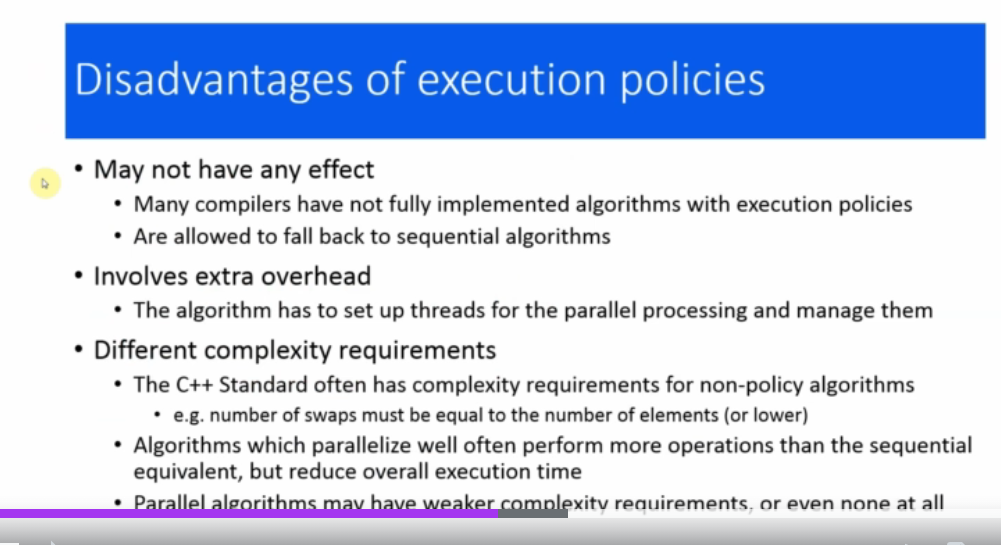 Disadvantages of execution policies
• May not have any effect
• Many compilers have not fully implemented algorithms with execution policies
• Are allowed to fall back to sequential algorithms
• Involves extra overhead
• The algorithm has to set up threads for the parallel processing and manage them
• Different complexity requirements
• The C++ Standard often has complexity requirements for non-policy algorithms
• e.g. number of swaps must be equal to the number of elements (or lower)
• Algorithms which parallelize well often perform more operations than the sequential
equivalent, but reduce overall execution time
• Parallel algorithms may have weaker complexity requirements, or even none at all